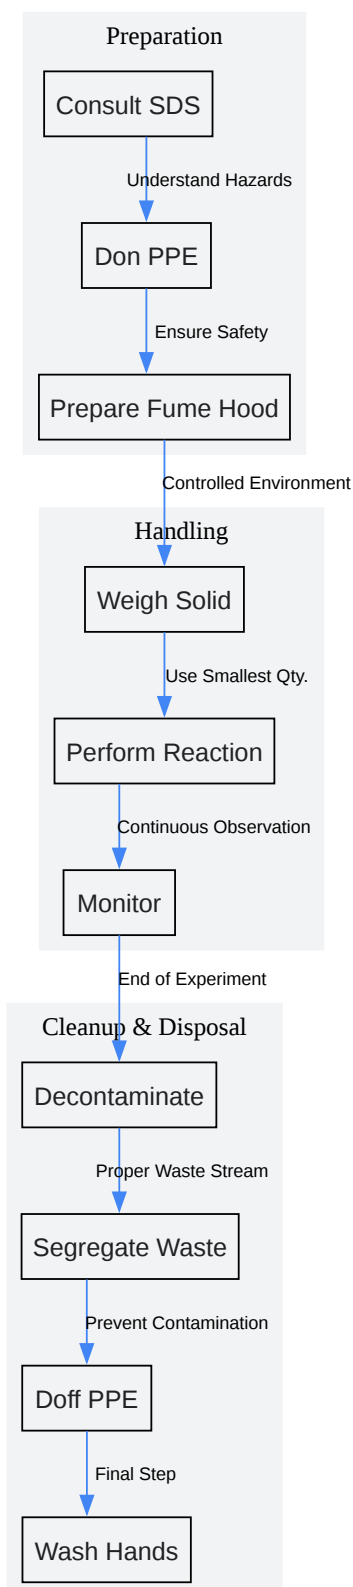 Preparation
Consult SDS
Understand Hazards
Don PPE
Ensure Safety
Prepare Fume Hood
Controlled Environment
Handling
Weigh Solid
Use Smallest Qty.
Perform Reaction
Continuous Observation
Monitor
End of Experiment
Cleanup & Disposal
Decontaminate
Proper Waste Stream
Segregate Waste
Prevent Contamination
Doff PPE
Final Step
Wash Hands